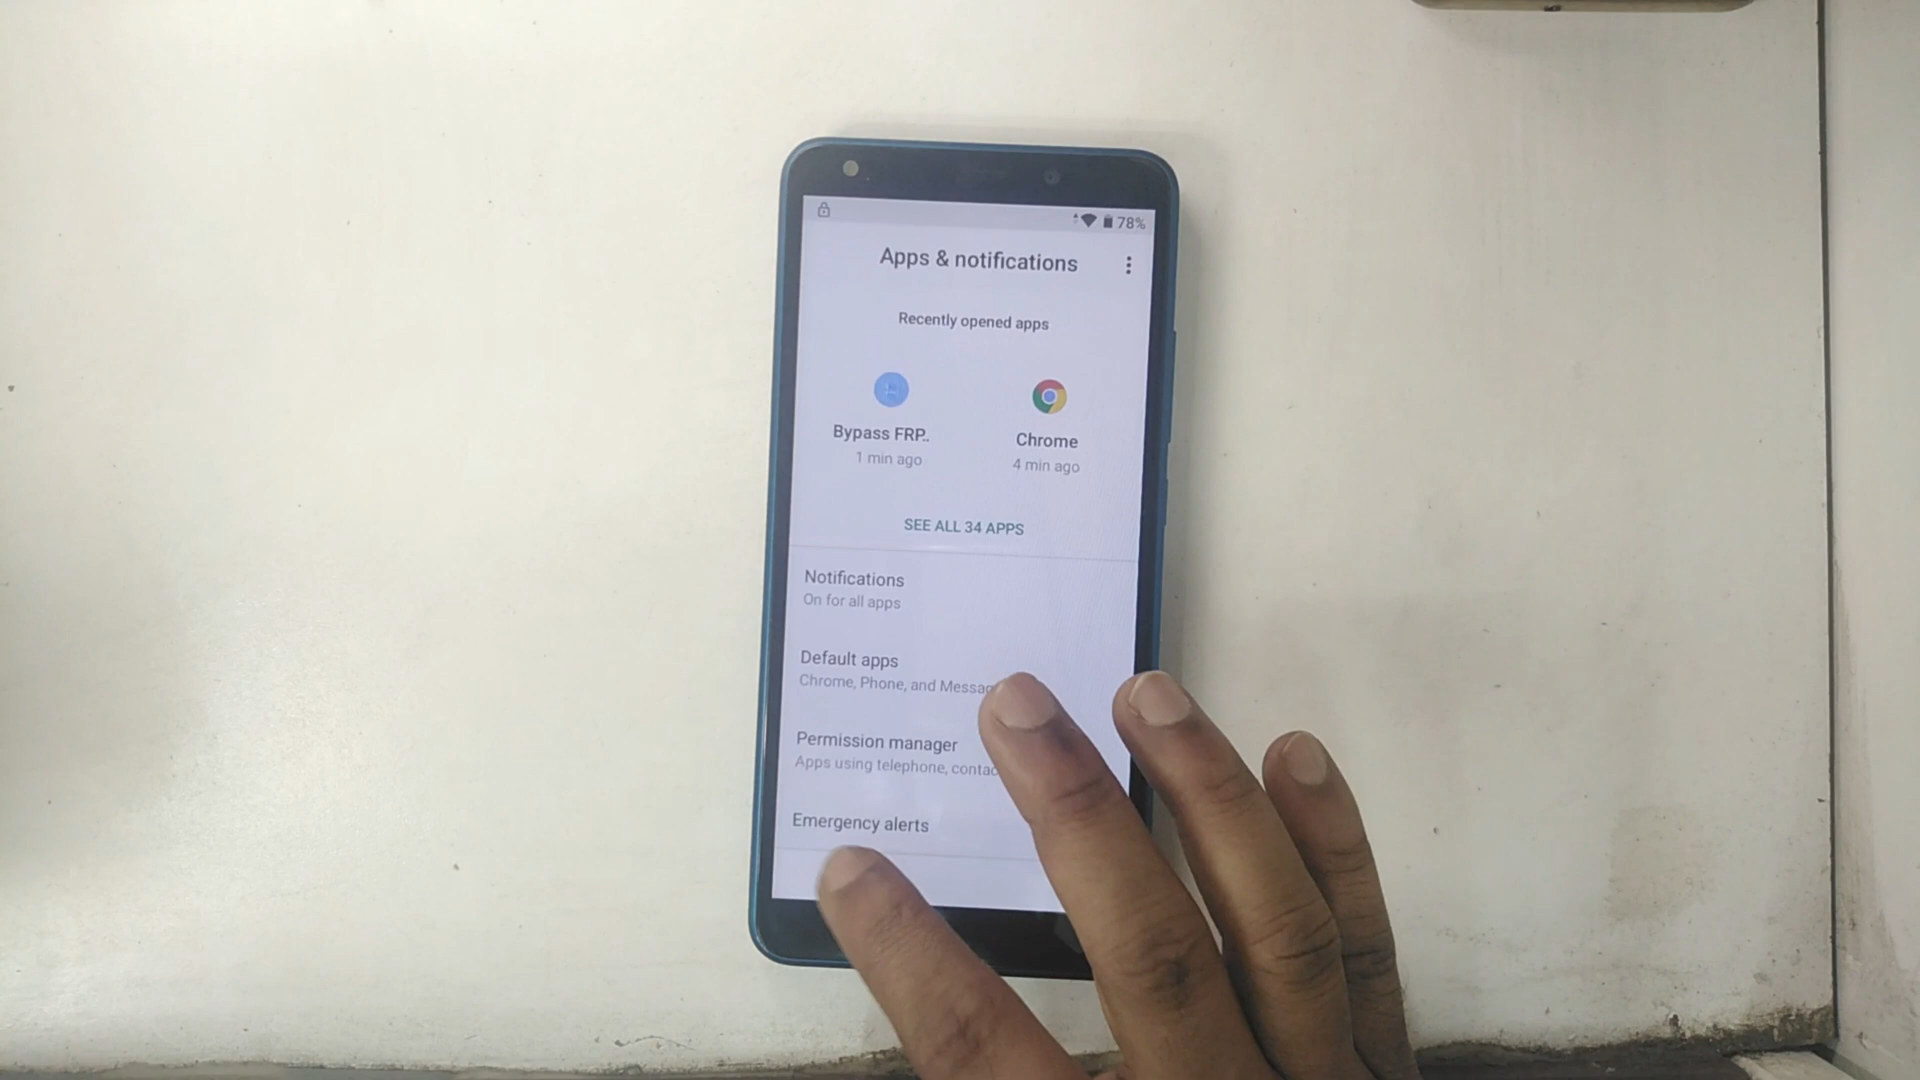 78%
Apps & notifications
Recently opened apps
Bypass FRP..
1 min ago
Chrome
4 min ago
SEE ALL 34 APPS
Notifications
On for all apps
Default apps
Chrome, Phone, and
Permission manager
Apps using telephone,
Emergency alerts